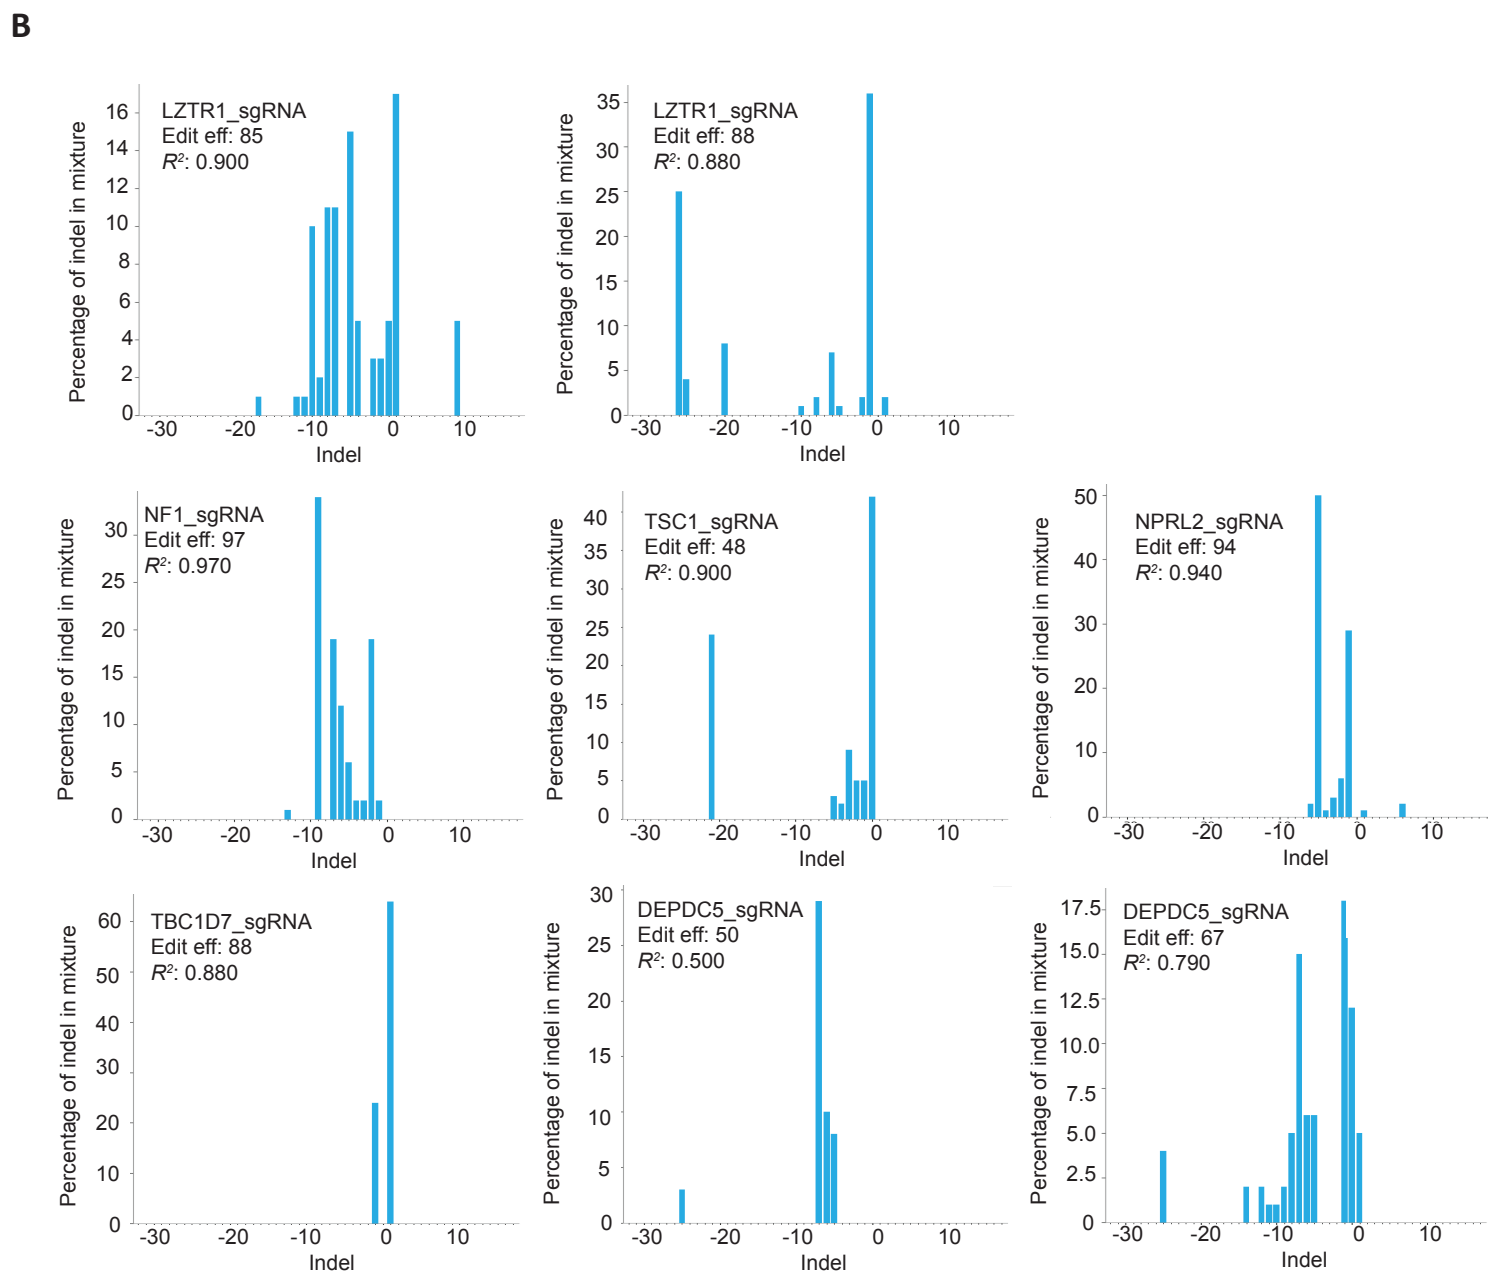 B
LZTR1_sgRNA
Edit eff: 85
R²: 0.900
Percentage of indel in mixture
16
14
12
10
8
6
4
2
0
-30 -20 -10 0 10
Indel
LZTR1_sgRNA
Edit eff: 88
R²: 0.880
Percentage of indel in mixture
35
30
25
20
15
10
5
0
-30 -20 -10 0 10
Indel
NF1_sgRNA
Edit eff: 97
R²: 0.970
Percentage of indel in mixture
30
25
20
15
10
5
0
-30 -20 -10 0 10
Indel
TSC1_sgRNA
Edit eff: 48
R²: 0.900
Percentage of indel in mixture
40
35
30
25
20
15
10
5
0
-30 -20 -10 0 10
Indel
NPRL2_sgRNA
Edit eff: 94
R²: 0.940
Percentage of indel in mixture
50
40
30
20
10
0
-30 -20 -10 0 10
Indel
TBC1D7_sgRNA
Edit eff: 88
R²: 0.880
Percentage of indel in mixture
60
50
40
30
20
10
0
-30 -20 -10 0 10
Indel
DEPDC5_sgRNA
Edit eff: 50
R²: 0.500
Percentage of indel in mixture
30
25
20
15
10
5
0
-30 -20 -10 0 10
Indel
DEPDC5_sgRNA
Edit eff: 67
R²: 0.790
Percentage of indel in mixture
17.5
15.0
12.5
10.0
7.5
5.0
2.5
0
-30 -20 -10 0 10
Indel